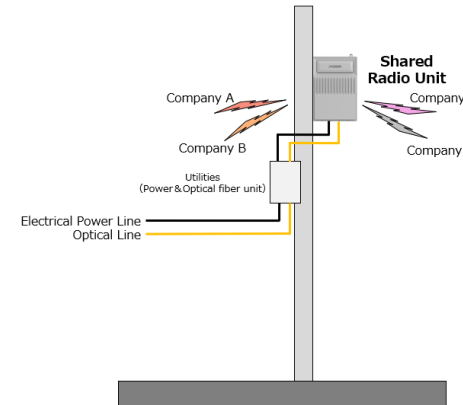 Shared
Radio Unit
Company A
Company
Company B
Company
Utilities
(Power&Optical fiber unit)
Electrical Power Line
Optical Line